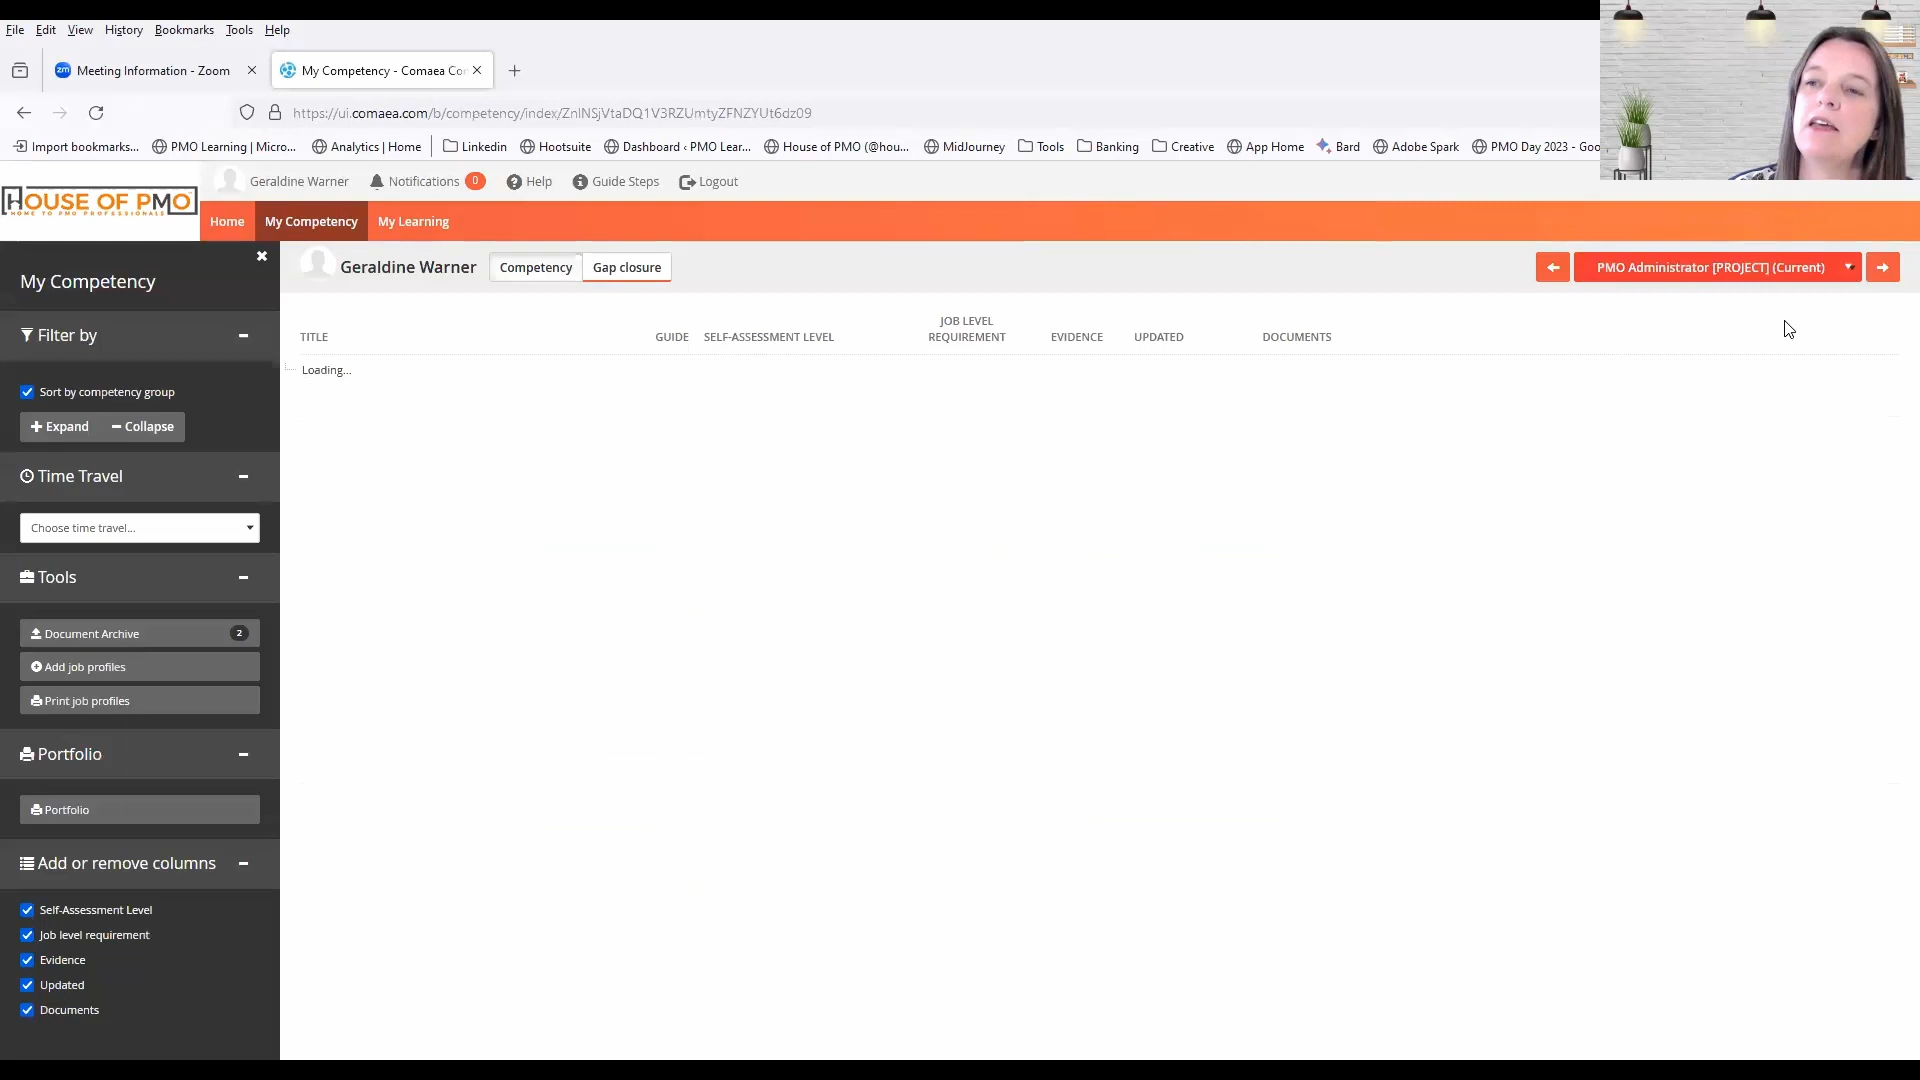 File Edit View History Bookmarks Tools Help
zm Meeting Information - Zoom
My Competency - Comaea Co
https://ui.comaea.com/b/competency/index/ZnlNSjVtaDQ1V3RZUmtyZFNZYUt6dz09
Import bookmarks... PMO Learning | Micro... Analytics | Home Linkedin Hootsuite Dashboard ‹ PMO Lear... House of PMO (@hou... MidJourney Tools Banking Creative App Home Bard Adobe Spark PMO Day 2023 - Goo
HOUSE OF PMO
HOME TO PMO PROFESSIONALS
Geraldine Warner Notifications 0 Help Guide Steps Logout
Home My Competency My Learning
My Competency
Filter by
Sort by competency group
Expand Collapse
Time Travel
Choose time travel...
Tools
Document Archive 2
Add job profiles
Print job profiles
Portfolio
Portfolio
Add or remove columns
Self-Assessment Level
Job level requirement
Evidence
Updated
Documents
Geraldine Warner Competency Gap closure
PMO Administrator [PROJECT] (Current)
TITLE GUIDE SELF-ASSESSMENT LEVEL JOB LEVEL REQUIREMENT EVIDENCE UPDATED DOCUMENTS
Loading...